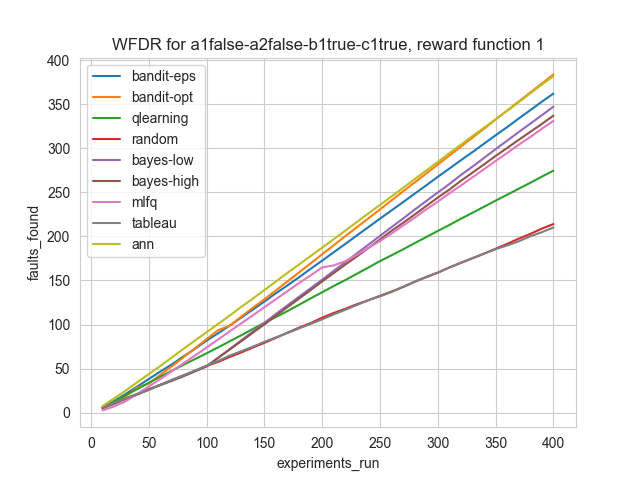 WFDR for a1false-a2false-b1true-c1true, reward function 1
400
350
300
250
200
150
100
50
0
faults_found
bandit-eps
bandit-opt
qlearning
random
bayes-low
bayes-high
mlfq
tableau
ann
0 50 100 150 200 250 300 350 400
experiments_run